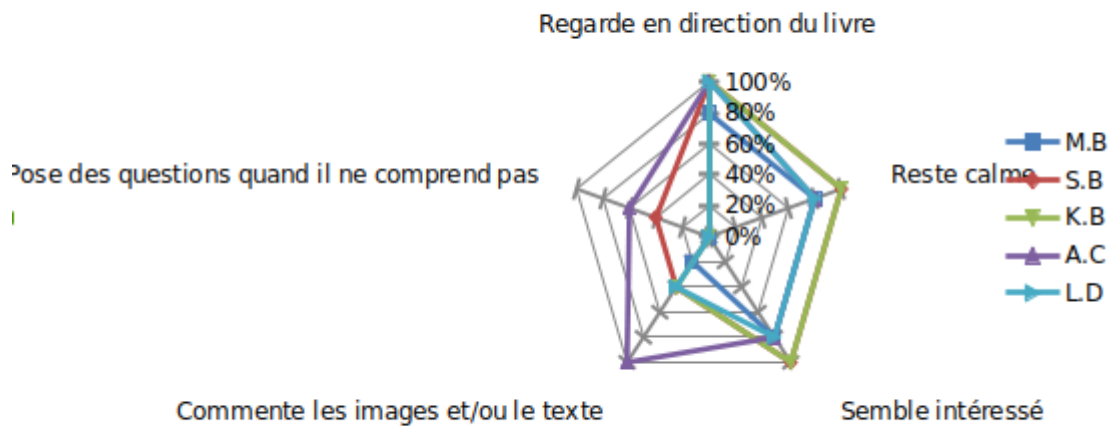 Regarde en direction du livre
100%
80%
60%
40%
20%
0%
Reste calme
Semble intéressé
Commente les images et/ou le texte
Pose des questions quand il ne comprend pas
M.B
S.B
K.B
A.C
L.D